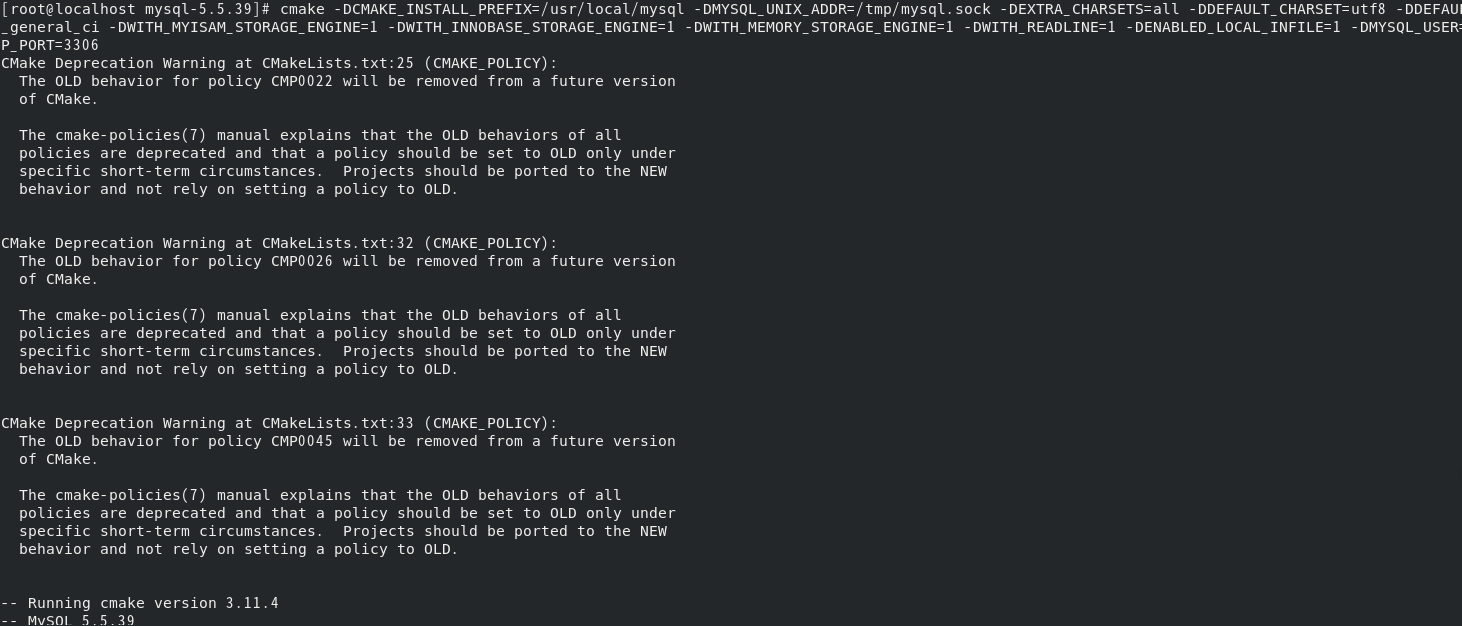 [root@localhost mysql-5.5.39]# cmake -DCMAKE_INSTALL_PREFIX=/usr/local/mysql -DMYSQL_UNIX_ADDR=/tmp/mysql.sock -DEXTRA_CHARSETS=all -DDEFAULT_CHARSET=utf8 -DDEFAU
_general_ci -DWITH_MYISAM_STORAGE_ENGINE=1 -DWITH_INNOBASE_STORAGE_ENGINE=1 -DWITH_MEMORY_STORAGE_ENGINE=1 -DWITH_READLINE=1 -DENABLED_LOCAL_INFILE=1 -DMYSQL_USER=
P_PORT=3306
CMake Deprecation Warning at CMakeLists.txt:25 (CMAKE_POLICY):
The OLD behavior for policy CMP0022 will be removed from a future version
of CMake.
The cmake-policies(7) manual explains that the OLD behaviors of all
policies are deprecated and that a policy should be set to OLD only under
specific short-term circumstances.  Projects should be ported to the NEW
behavior and not rely on setting a policy to OLD.
CMake Deprecation Warning at CMakeLists.txt:32 (CMAKE_POLICY):
The OLD behavior for policy CMP0026 will be removed from a future version
of CMake.
The cmake-policies(7) manual explains that the OLD behaviors of all
policies are deprecated and that a policy should be set to OLD only under
specific short-term circumstances.  Projects should be ported to the NEW
behavior and not rely on setting a policy to OLD.
CMake Deprecation Warning at CMakeLists.txt:33 (CMAKE_POLICY):
The OLD behavior for policy CMP0045 will be removed from a future version
of CMake.
The cmake-policies(7) manual explains that the OLD behaviors of all
policies are deprecated and that a policy should be set to OLD only under
specific short-term circumstances.  Projects should be ported to the NEW
behavior and not rely on setting a policy to OLD.
-- Running cmake version 3.11.4
-- MySQL 5.5.39